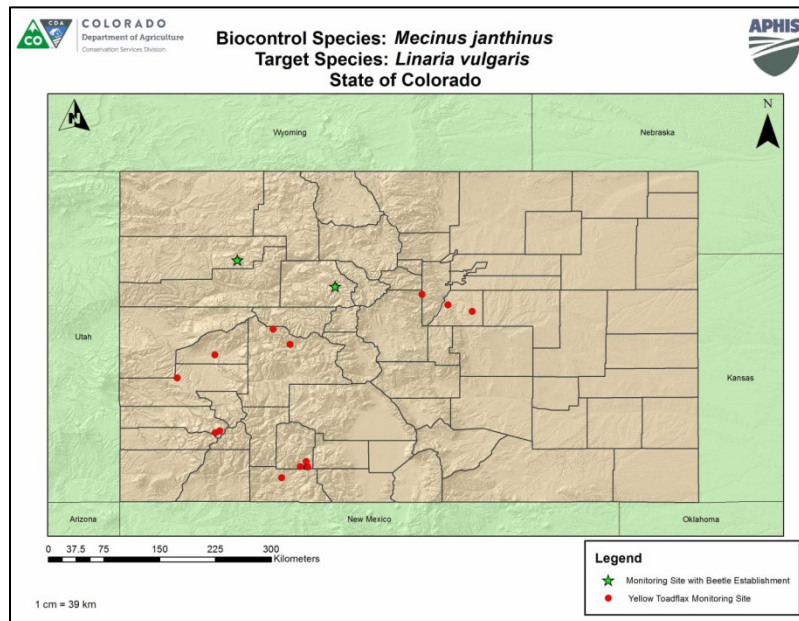 CO
CDA
COLORADO
Department of Agriculture
Conservation Services Division
Biocontrol Species: Mecinus janthinus
Target Species: Linaria vulgaris
State of Colorado
APHIS
N
N
Wyoming
Nebraska
Utah
Kansas
Arizona
New Mexico
Oklahoma
0 37.5 75 150 225 300
Kilometers
1 cm = 39 km
Legend
Monitoring Site with Beetle Establishment
Yellow Toadflax Monitoring Site